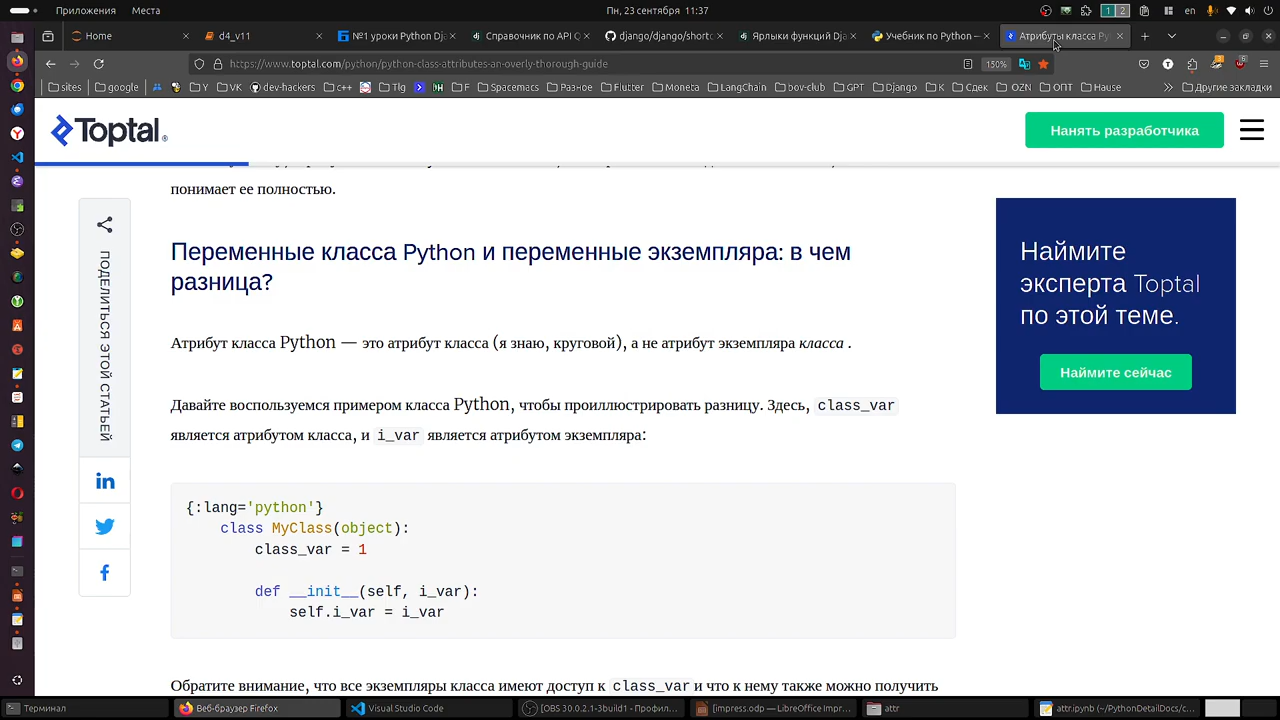 Приложения Места
Пн, 23 сентября 11:37
1 2
en
Home
d4_v11
№1 уроки Python Dj
Справочник по API Q
django/django/shortc
Ярлыки функций Dj
Учебник по Python —
Атрибуты класса Py
https://www.toptal.com/python/python-class-attributes-an-overly-thorough-guide
150%
sites
google
Y
VK
dev-hackers
c++
Tlg
H
F
Spacemacs
Разное
Flutter
Moneta
LangChain
bov-club
GPT
Django
K
Сдек
OZN
ОПТ
Hause
Другие закладки
Toptal
Нанять разработчика
понимает ее полностью.
ПОДЕЛИТЬСЯ ЭТОЙ СТАТЬЕЙ
Переменные класса Python и переменные экземпляра: в чем
разница?
Атрибут класса Python — это атрибут класса (я знаю, круговой), а не атрибут экземпляра класса .
Давайте воспользуемся примером класса Python, чтобы проиллюстрировать разницу. Здесь, class_var
является атрибутом класса, и i_var является атрибутом экземпляра:
{:lang='python'}
class MyClass(object):
class_var = 1
def __init__(self, i_var):
self.i_var = i_var
Обратите внимание, что все экземпляры класса имеют доступ к class_var и что к нему также можно получить
Наймите
эксперта Toptal
по этой теме.
Наймите сейчас
Терминал
Веб-браузер Firefox
Visual Studio Code
[OBS 30.0.2.1-3build1 - Профил...
[impress.odp — LibreOffice Impr...
attr
attr.ipynb (~/PythonDetailDocs/c...